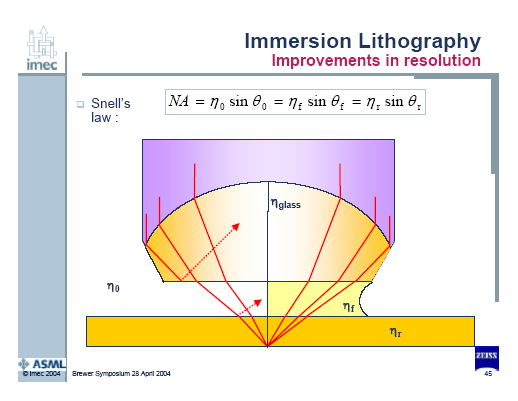 Immersion Lithography
Improvements in resolution
imec
Snell's
law :
NA = η0 sin θ0 = ηf sin θf = ηr sin θr
ηglass
η0
ηf
ηr
ASML
ZEISS
© Imec 2004 Brewer Symposium 28 April 2004 45